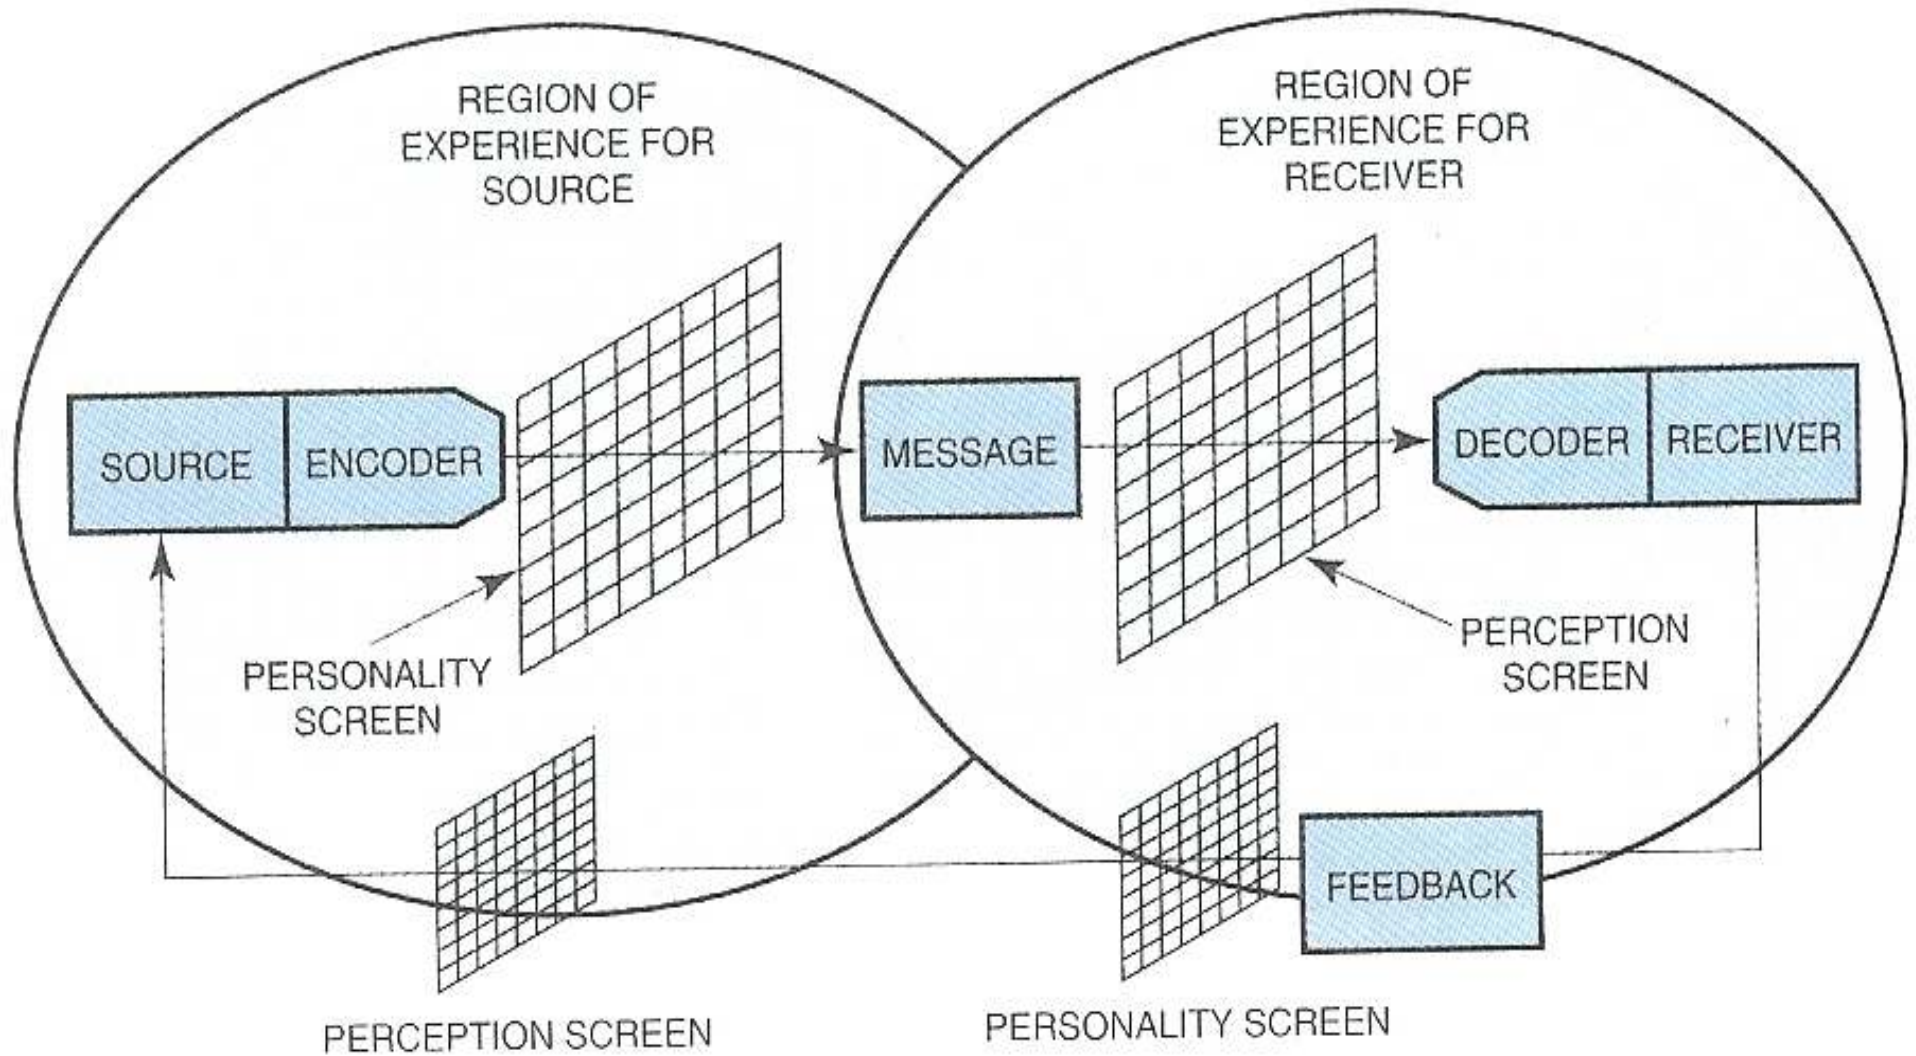 REGION OF
EXPERIENCE FOR
SOURCE
REGION OF
EXPERIENCE FOR
RECEIVER
SOURCE
ENCODER
MESSAGE
DECODER
RECEIVER
PERSONALITY
SCREEN
PERCEPTION
SCREEN
FEEDBACK
PERCEPTION SCREEN
PERSONALITY SCREEN